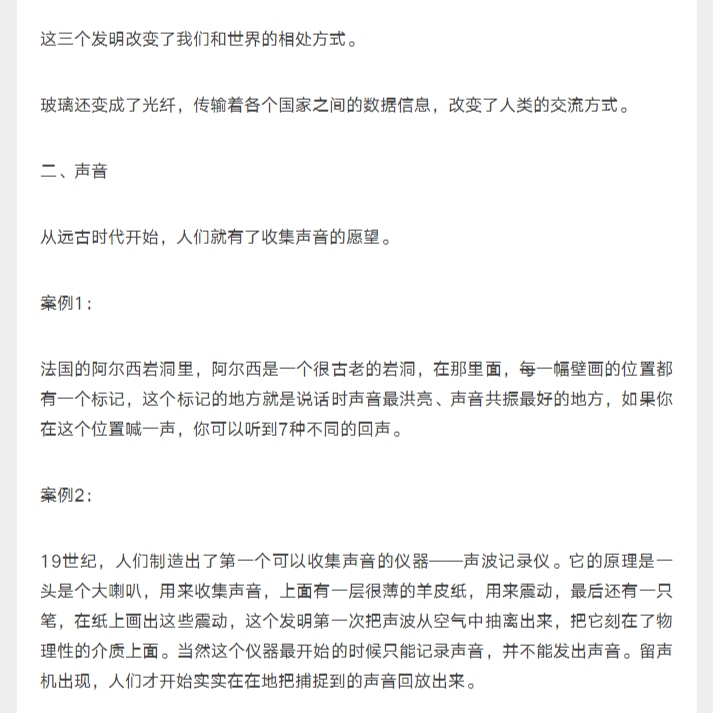 这三个发明改变了我们和世界的相处方式。
玻璃还变成了光纤，传输着各个国家之间的数据信息，改变了人类的交流方式。
二、声音
从远古时代开始，人们就有了收集声音的愿望。
案例1：
法国的阿尔西岩洞里，阿尔西是一个很古老的岩洞，在那里面，每一幅壁画的位置都
有一个标记，这个标记的地方就是说话时声音最洪亮、声音共振最好的地方，如果你
在这个位置喊一声，你可以听到7种不同的回声。
案例2：
19世纪，人们制造出了第一个可以收集声音的仪器——声波记录仪。它的原理是一
头是个大喇叭，用来收集声音，上面有一层很薄的羊皮纸，用来震动，最后还有一只
笔，在纸上画出这些震动，这个发明第一次把声波从空气中抽离出来，把它刻在了物
理性的介质上面。当然这个仪器最开始的时候只能记录声音，并不能发出声音。留声
机出现，人们才开始实实在在地把捕捉到的声音回放出来。